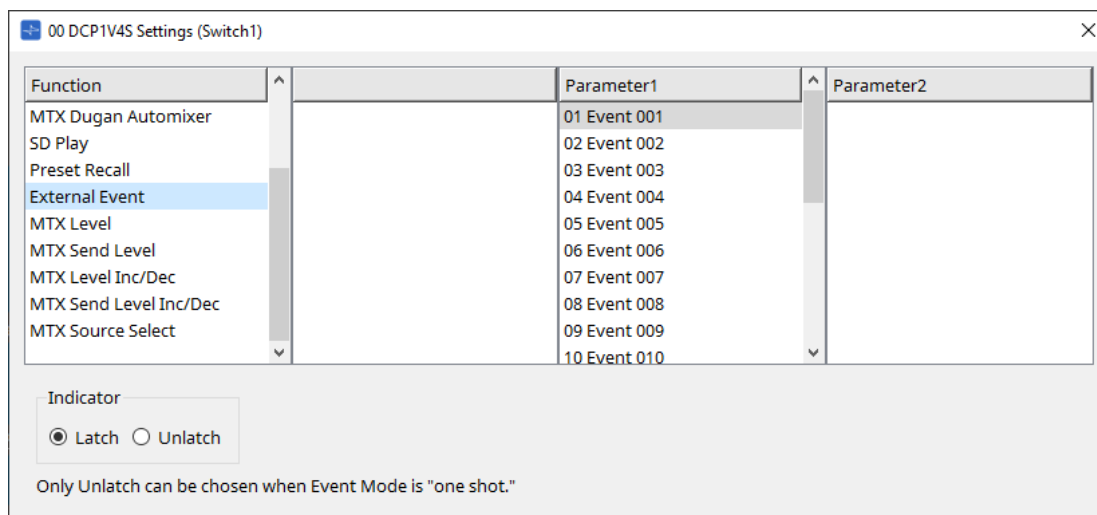 00 DCP1V4S Settings (Switch1)
Function
MTX Dugan Automixer
SD Play
Preset Recall
External Event
MTX Level
MTX Send Level
MTX Level Inc/Dec
MTX Send Level Inc/Dec
MTX Source Select
Parameter1
01 Event 001
02 Event 002
03 Event 003
04 Event 004
05 Event 005
06 Event 006
07 Event 007
08 Event 008
09 Event 009
10 Event 010
Parameter2
Indicator
Latch Unlatch
Only Unlatch can be chosen when Event Mode is "one shot."